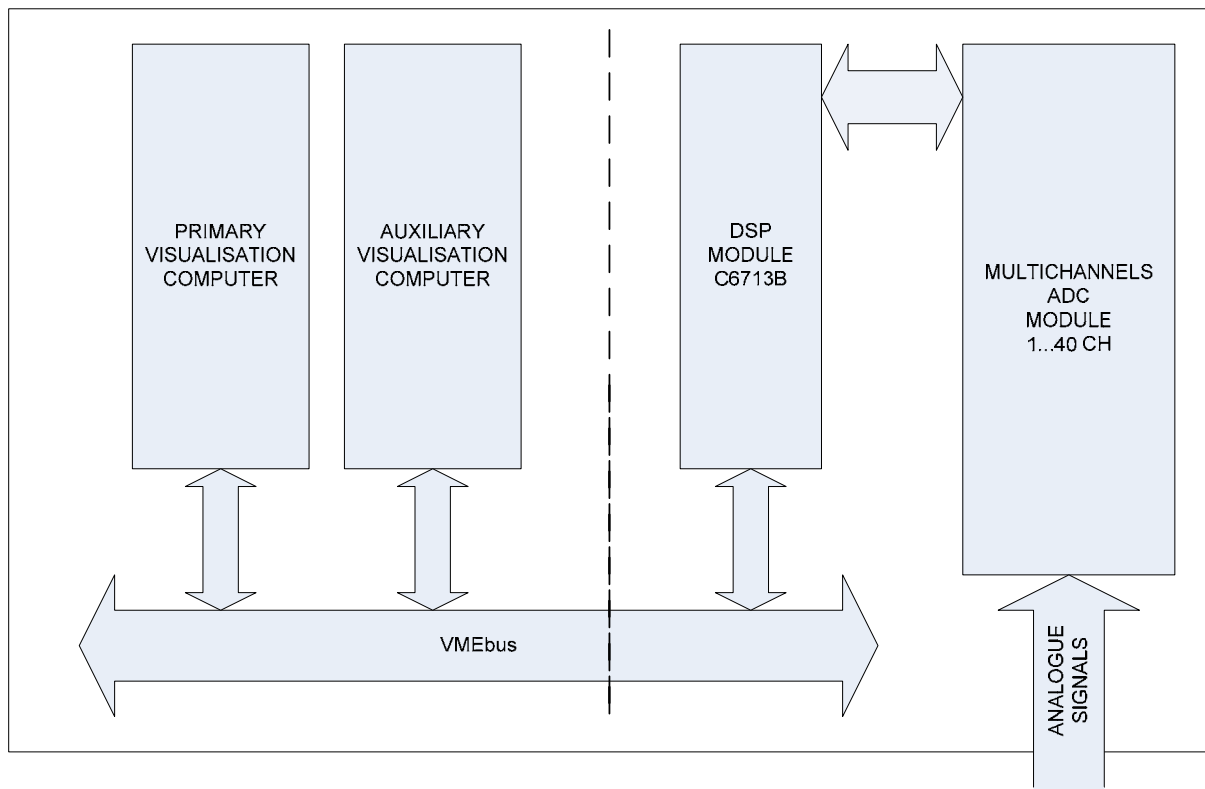 PRIMARY
VISUALISATION
COMPUTER
AUXILIARY
VISUALISATION
COMPUTER
DSP
MODULE
C6713B
MULTICHANNELS
ADC
MODULE
1...40 CH
VMEbus
ANALOGUE
SIGNALS